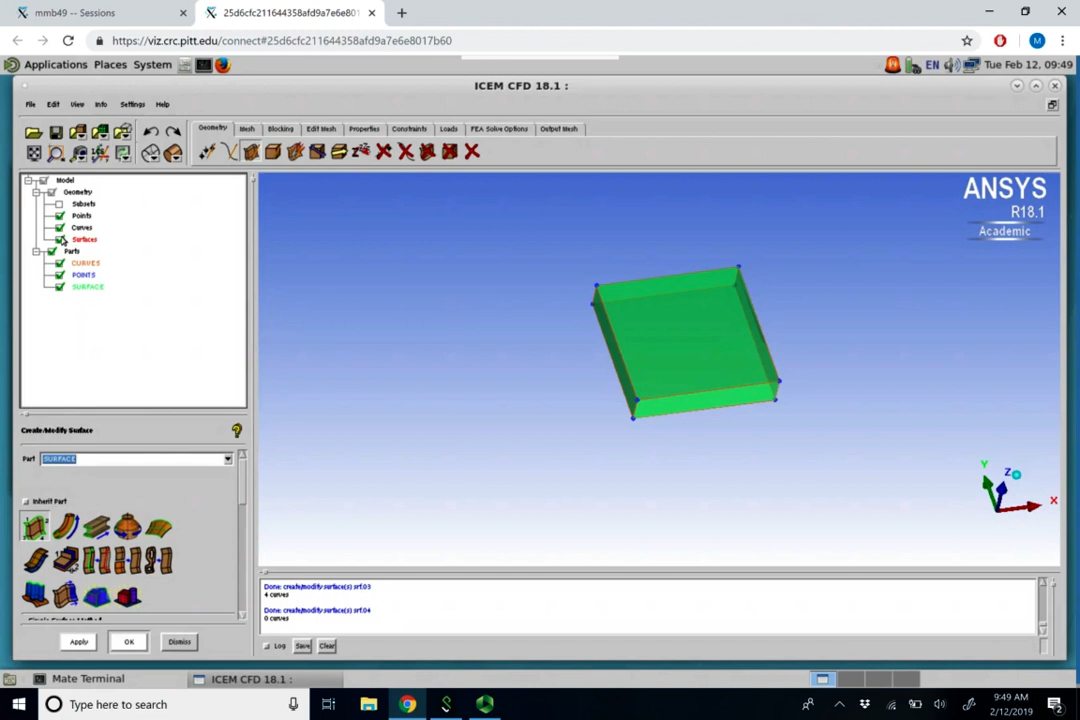 mmb49 -- Sessions
25d6cfc211644358afd9a7e6e801
https://viz.crc.pitt.edu/connect#25d6cfc211644358afd9a7e6e8017b60
M
Applications Places System
EN
Tue Feb 12, 09:49
ICEM CFD 18.1 :
File Edit View Info Settings Help
Geometry Mesh Blocking Edit Mesh Properties Constraints Loads FEA Solve Options Output Mesh
Model
Geometry
Subsets
Points
Curves
Surfaces
Parts
CURVES
POINTS
SURFACE
ANSYS
R18.1
Academic
Y
Z
X
Create/Modify Surface
Part SURFACE
Inherit Part
Done: create/modify surface(s) srf.03
4 curves
Done: create/modify surface(s) srf.04
0 curves
Apply OK Dismiss
Log Save Clear
Mate Terminal
ICEM CFD 18.1 :
Type here to search
9:49 AM
2/12/2019
2